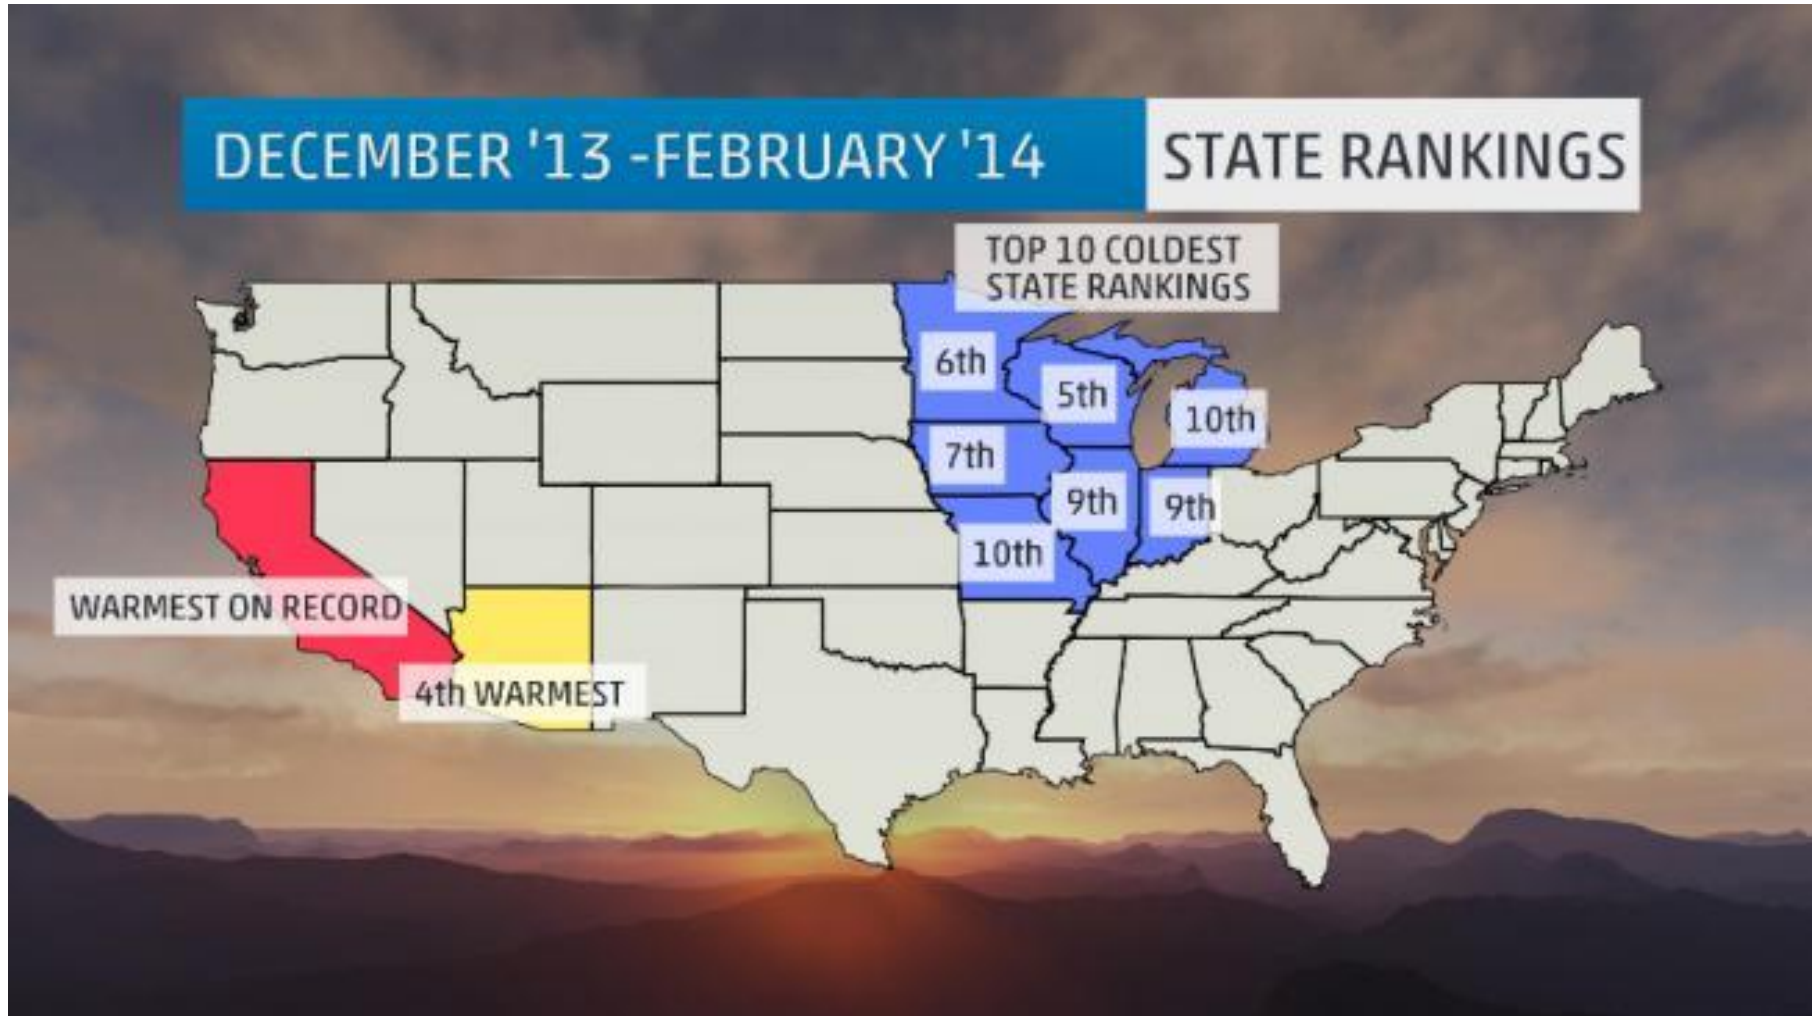 DECEMBER '13 -FEBRUARY '14
STATE RANKINGS
TOP 10 COLDEST
STATE RANKINGS
6th
5th
10th
7th
9th
9th
10th
WARMEST ON RECORD
4th WARMEST